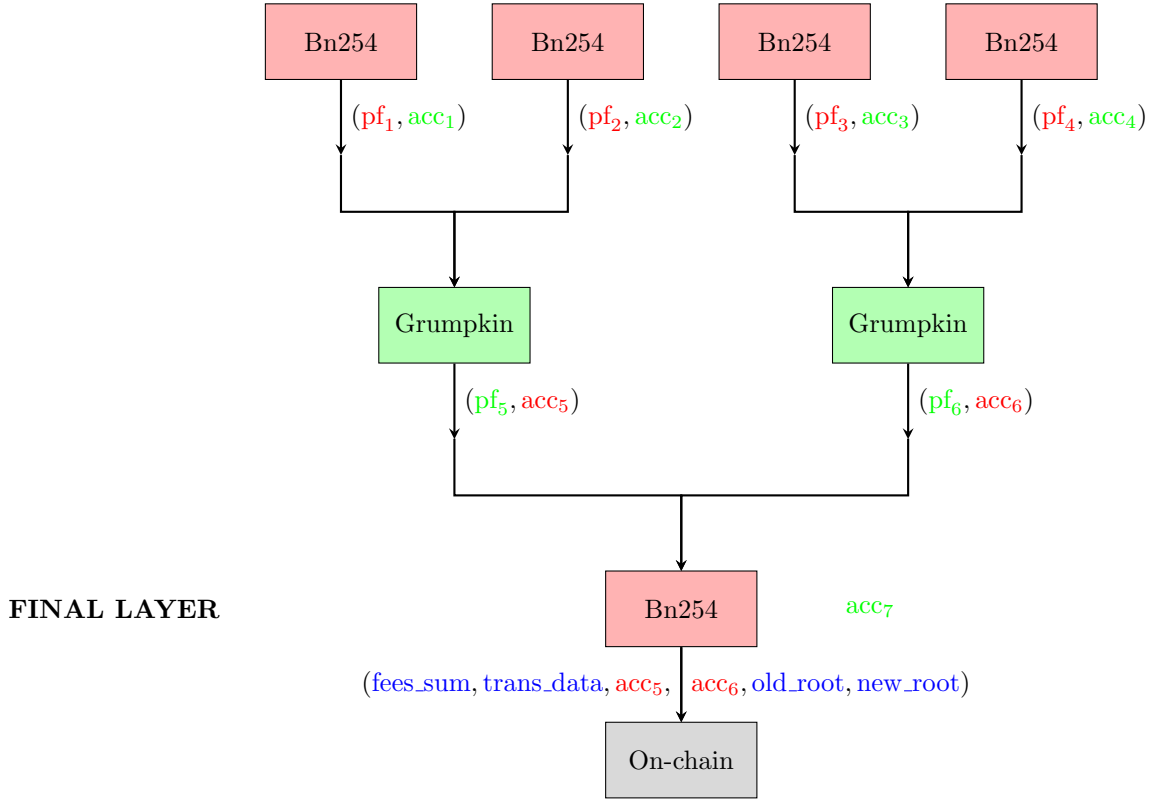 Bn254 Bn254 Bn254 Bn254
(pf₁, acc₁) (pf₂, acc₂) (pf₃, acc₃) (pf₄, acc₄)
Grumpkin Grumpkin
(pf₅, acc₅) (pf₆, acc₆)
FINAL LAYER Bn254 acc₇
(fees_sum, trans_data, acc₅, acc₆, old_root, new_root)
On-chain